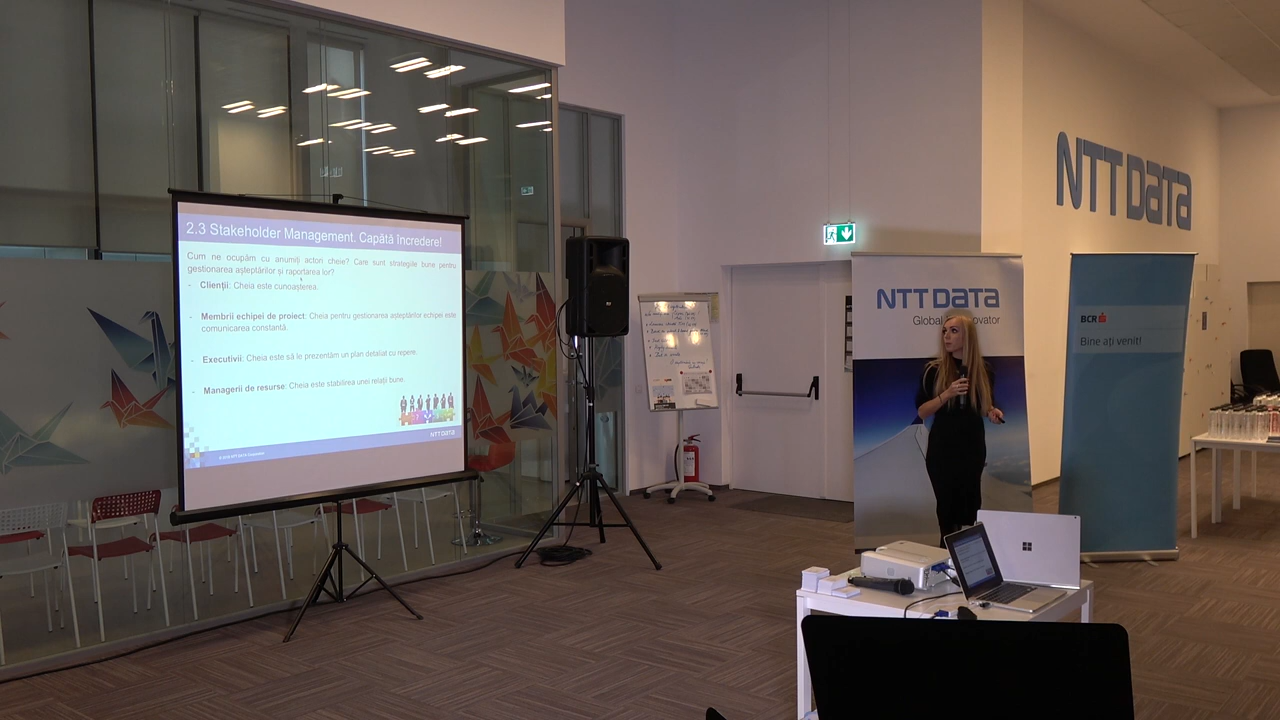 2.3 Stakeholder Management. Capătă încredere!
Cum ne ocupăm cu anumiți actori cheie? Care sunt strategiile bune pentru
gestionarea așteptărilor și raportarea lor?
- Clienții: Cheia este cunoașterea.
- Membrii echipei de proiect: Cheia pentru gestionarea așteptărilor echipei este
comunicarea constantă.
- Executivii: Cheia este să le prezentăm un plan detaliat cu repere.
- Managerii de resurse: Cheia este stabilirea unei relații bune.
NTT DATA
NTT DATA
Global
NTT DATA
BCR
Bine ați venit!